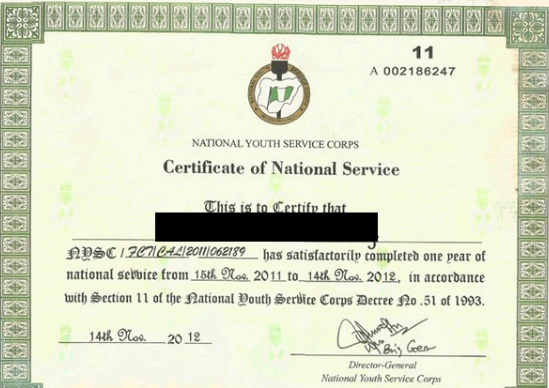 11
A 002186247
NATIONAL YOUTH SERVICE CORPS
Certificate of National Service
This is to Certify that
NYSC / FCT/CAL/2011/062189 has satisfactorily completed one year of
national service from 15th Nov. 2011 to 14th Nov. 2012, in accordance
with Section 11 of the National Youth Service Corps Decree No .51 of 1993.
14th Nov. 2012
Brig Gen
Director-General
National Youth Service Corps